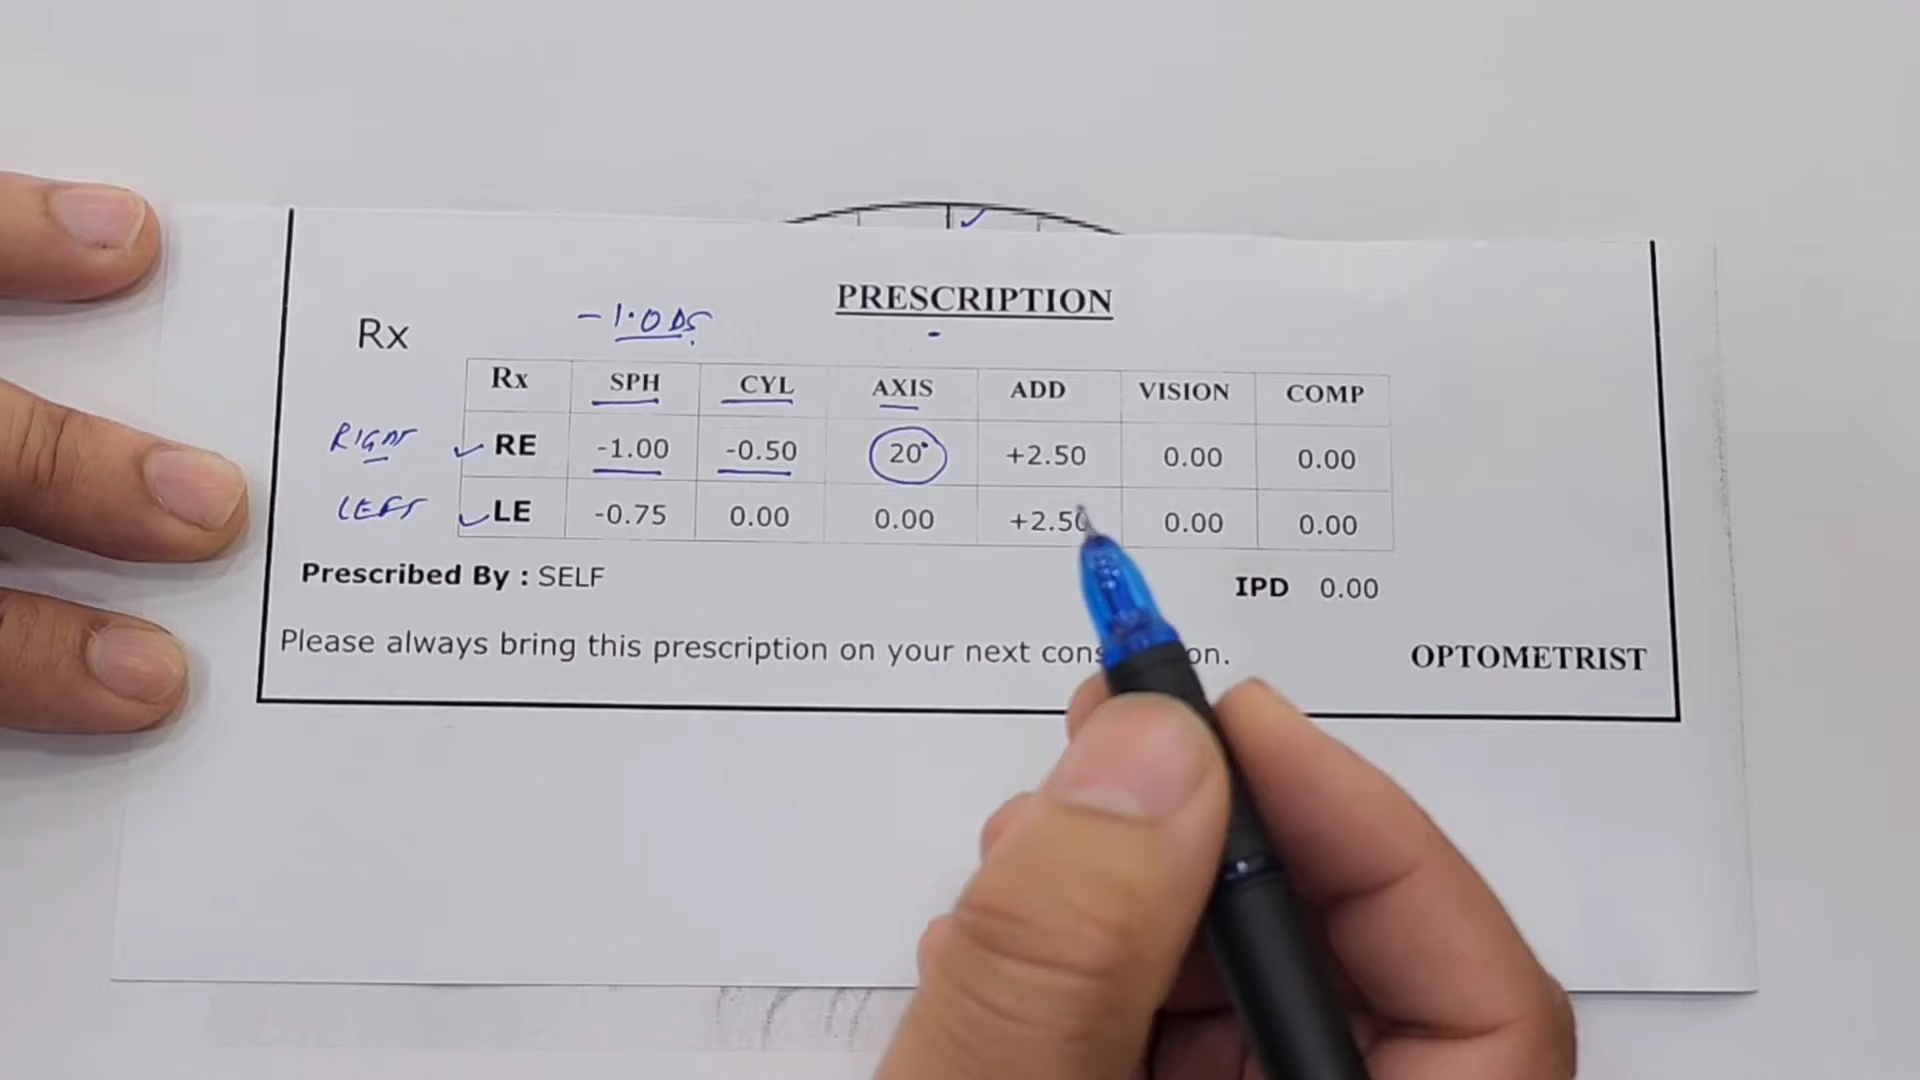 PRESCRIPTION
Rx
-1.0 DS.
Rx SPH CYL AXIS ADD VISION COMP
RIGHT RE -1.00 -0.50 20° +2.50 0.00 0.00
LEFT LE -0.75 0.00 0.00 +2.50 0.00 0.00
Prescribed By : SELF IPD 0.00
Please always bring this prescription on your next
OPTOMETRIST